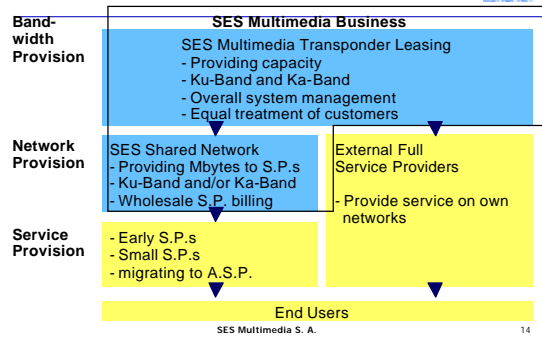 SES Multimedia Business
Band-
width
Provision
SES Multimedia Transponder Leasing
- Providing capacity
- Ku-Band and Ka-Band
- Overall system management
- Equal treatment of customers
Network
Provision
SES Shared Network
- Providing Mbytes to S.P.s
- Ku-Band and/or Ka-Band
- Wholesale S.P. billing
External Full
Service Providers
- Provide service on own
networks
Service
Provision
- Early S.P.s
- Small S.P.s
- migrating to A.S.P.
End Users
SES Multimedia S. A.
14